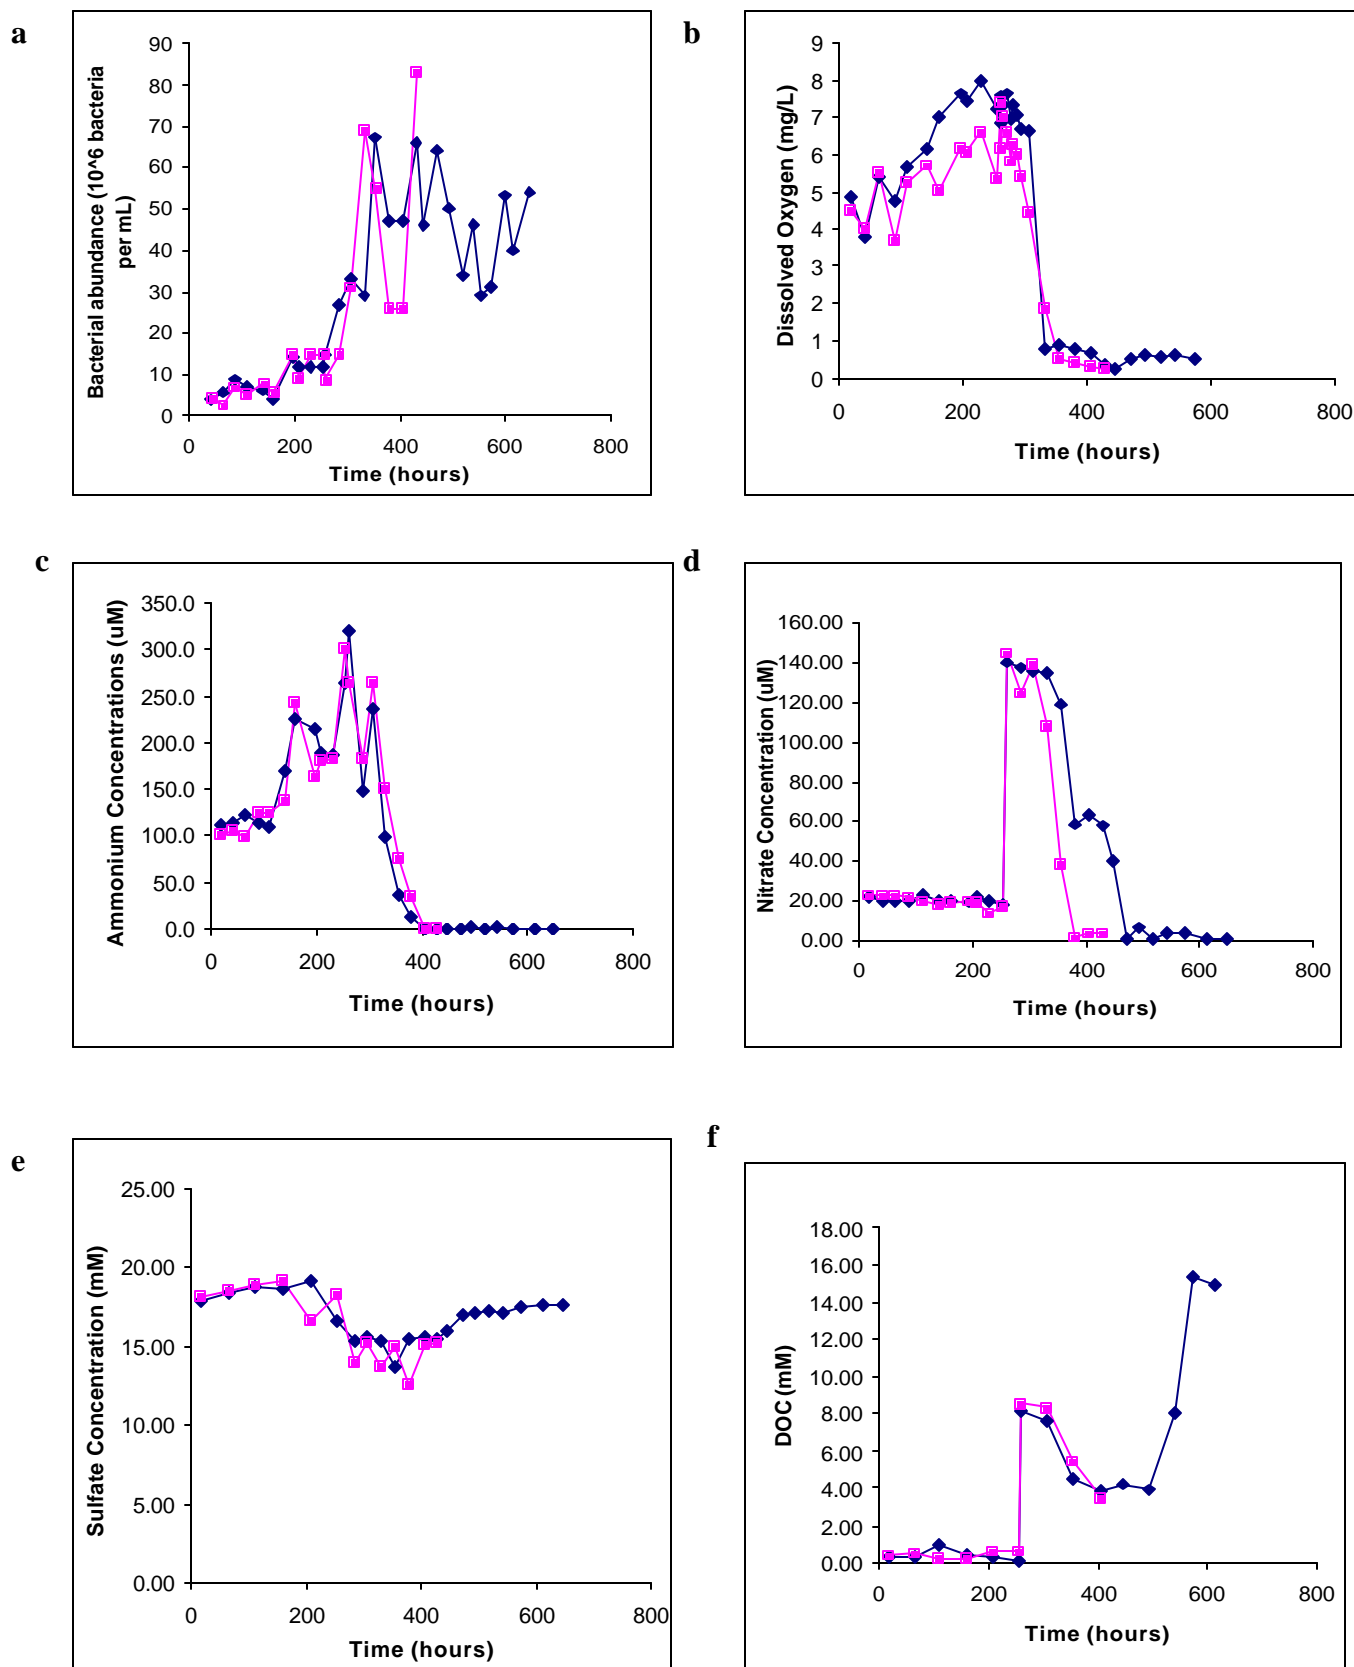 a
90
80
70
60
50
40
30
20
10
0
0 200 400 600 800
Bacterial abundance (10^6 bacteria
per mL)
Time (hours)
b
9
8
7
6
5
4
3
2
1
0
0 200 400 600 800
Dissolved Oxygen (mg/L)
Time (hours)
c
350.0
300.0
250.0
200.0
150.0
100.0
50.0
0.0
0 200 400 600 800
Ammonium Concentrations (uM)
Time (hours)
d
160.00
140.00
120.00
100.00
80.00
60.00
40.00
20.00
0.00
0 200 400 600 800
Nitrate Concentration (uM)
Time (hours)
e
25.00
20.00
15.00
10.00
5.00
0.00
0 200 400 600 800
Sulfate Concentration (mM)
Time (hours)
f
18.00
16.00
14.00
12.00
10.00
8.00
6.00
4.00
2.00
0.00
0 200 400 600 800
DOC (mM)
Time (hours)